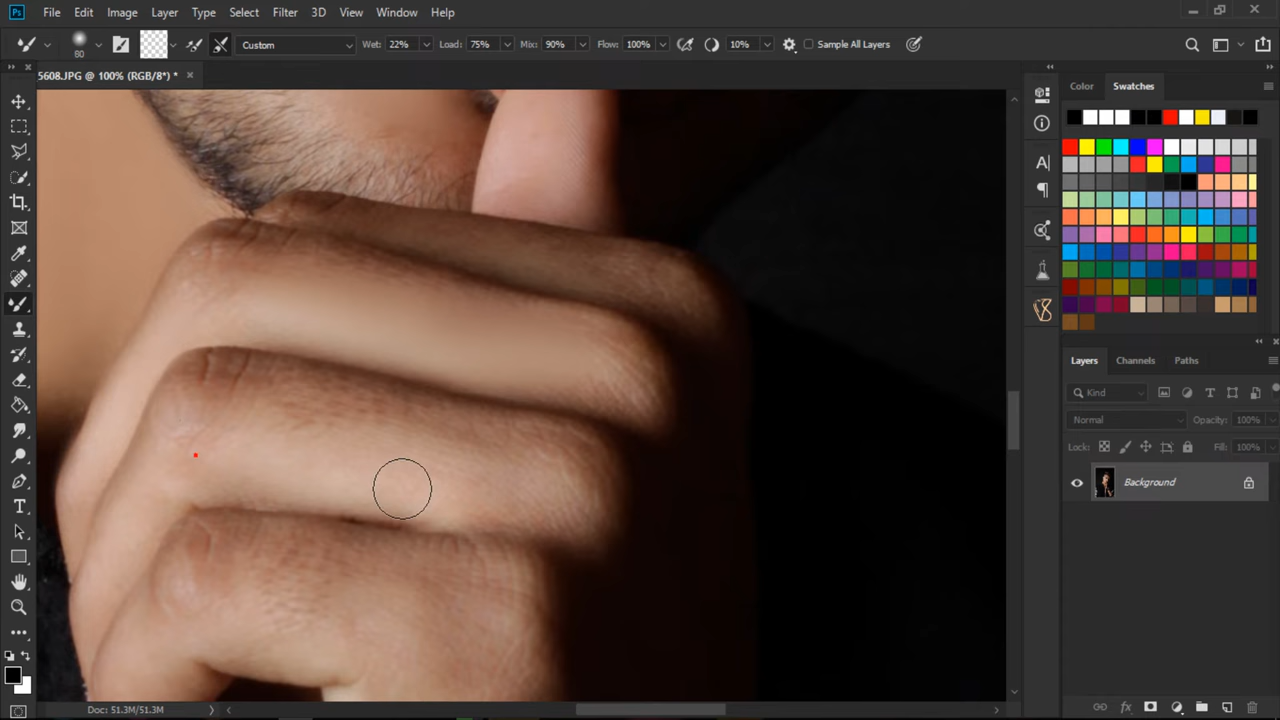 Ps File Edit Image Layer Type Select Filter 3D View Window Help
80 Custom Wet: 22% Load: 75% Mix: 90% Flow: 100% 10% Sample All Layers
5608.JPG @ 100% (RGB/8*) * ×
Color Swatches
Layers Channels Paths
Kind
Normal Opacity: 100%
Lock: Fill: 100%
Background
Doc: 51.3M/51.3M